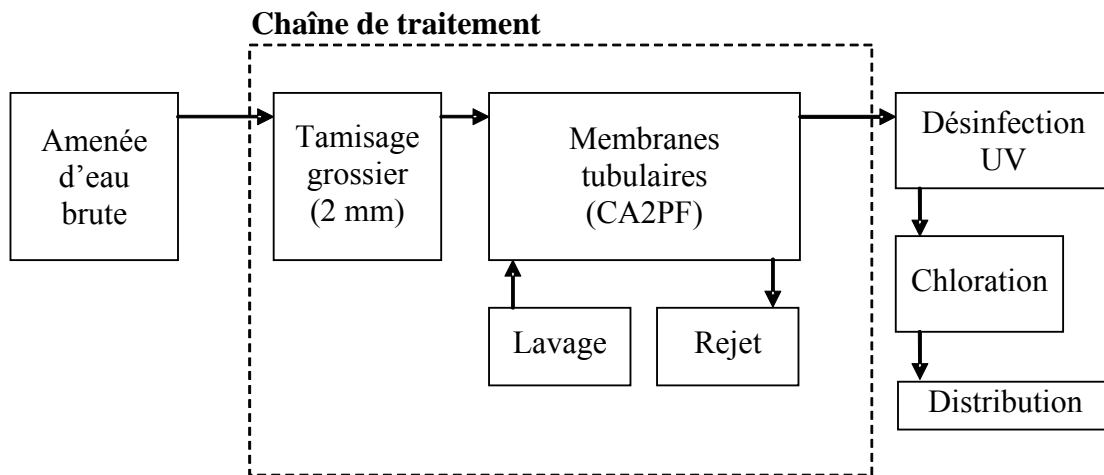 Chaîne de traitement
Amenée
d’eau
brute
Tamisage
grossier
(2 mm)
Membranes
tubulaires
(CA2PF)
Désinfection
UV
Lavage
Rejet
Chloration
Distribution